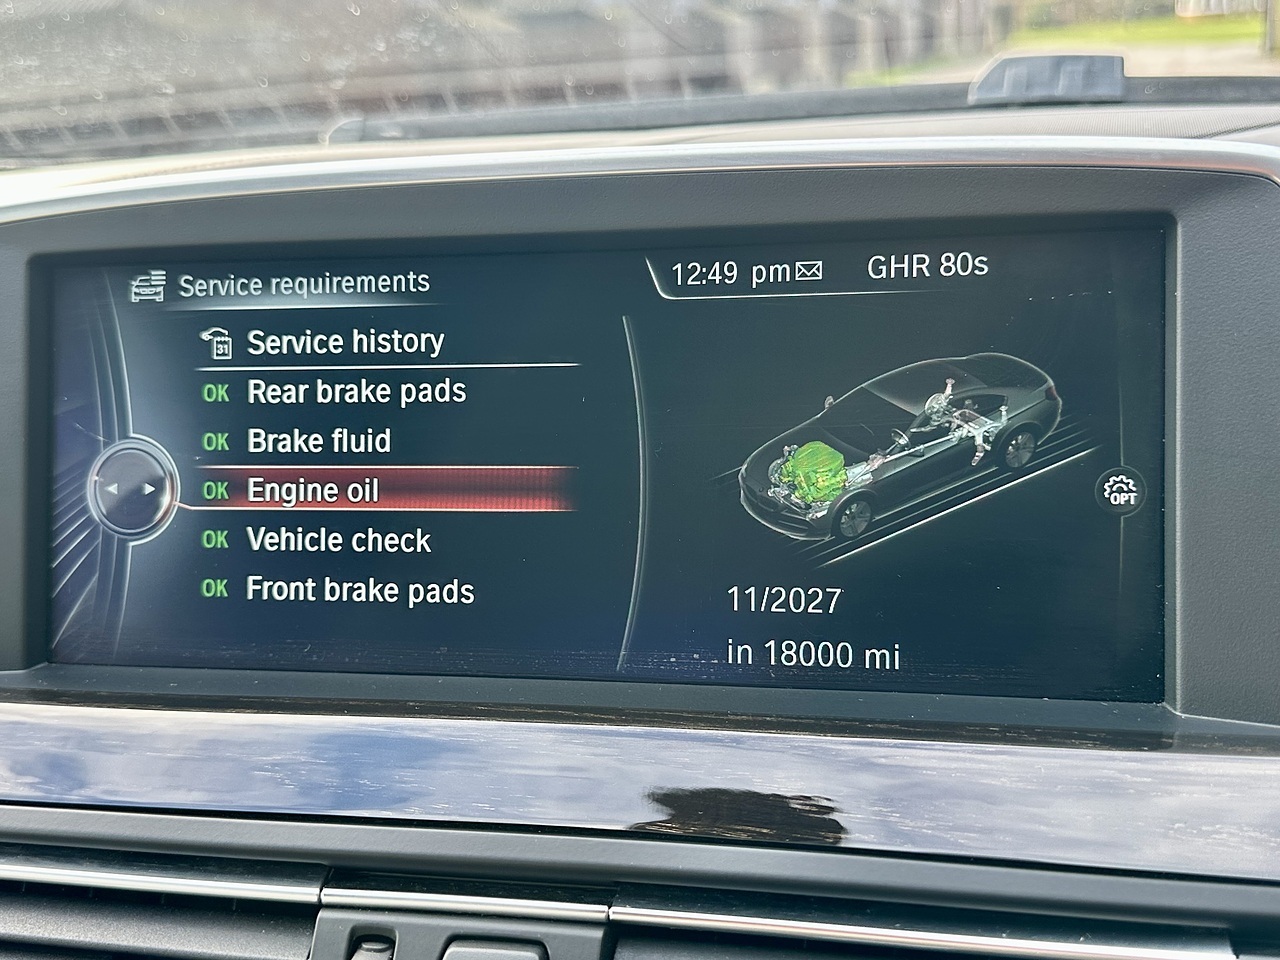 Service requirements
12:49 pm
GHR 80s
31 Service history
OK Rear brake pads
OK Brake fluid
OK Engine oil
OK Vehicle check
OK Front brake pads
OPT
11/2027
in 18000 mi